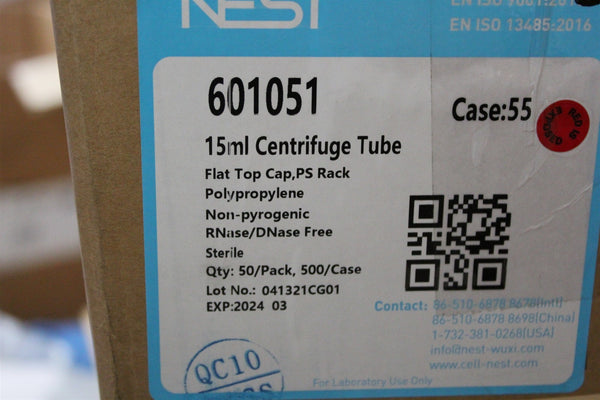 NEST
EN ISO 13485:2016
601051
Case:55
15ml Centrifuge Tube
Flat Top Cap,PS Rack
Polypropylene
Non-pyrogenic
RNase/DNase Free
Sterile
Qty: 50/Pack, 500/Case
Lot No.: 041321CG01
EXP:2024 03
Contact: 86-510-6878 8678(Intl)
86-510-6878 8698(China)
1-732-381-0268(USA)
info@nest-wuxi.com
www.cell-nest.com
QC10
For Laboratory Use Only